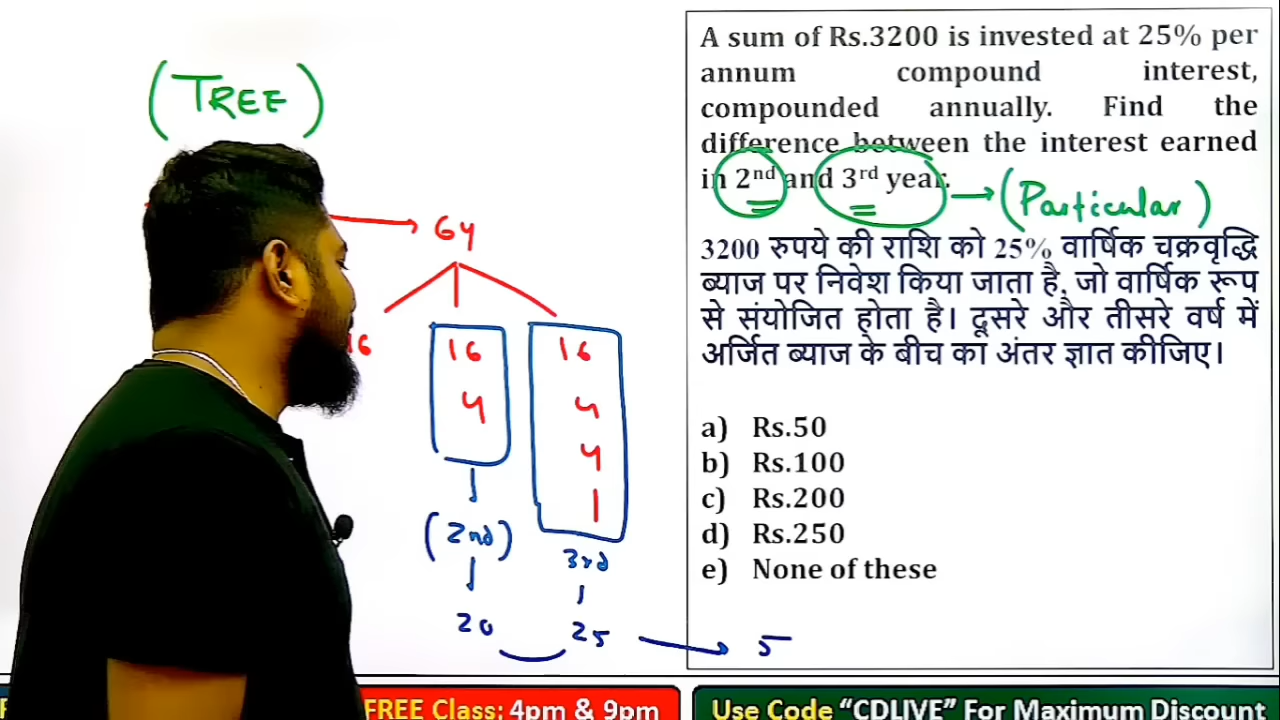 (TREE)
64
16
16
16
4
4
4
1
(2nd)
3rd
20
25
5
A sum of Rs.3200 is invested at 25% per
annum compound interest,
compounded annually. Find the
difference between the interest earned
in 2nd and 3rd year.
(Particular)
3200 रुपये की राशि को 25% वार्षिक चक्रवृद्धि
ब्याज पर निवेश किया जाता है, जो वार्षिक रूप
से संयोजित होता है। दूसरे और तीसरे वर्ष में
अर्जित ब्याज के बीच का अंतर ज्ञात कीजिए।
a) Rs.50
b) Rs.100
c) Rs.200
d) Rs.250
e) None of these
FREE Class: 4pm & 9pm
Use Code “CDLIVE” For Maximum Discount